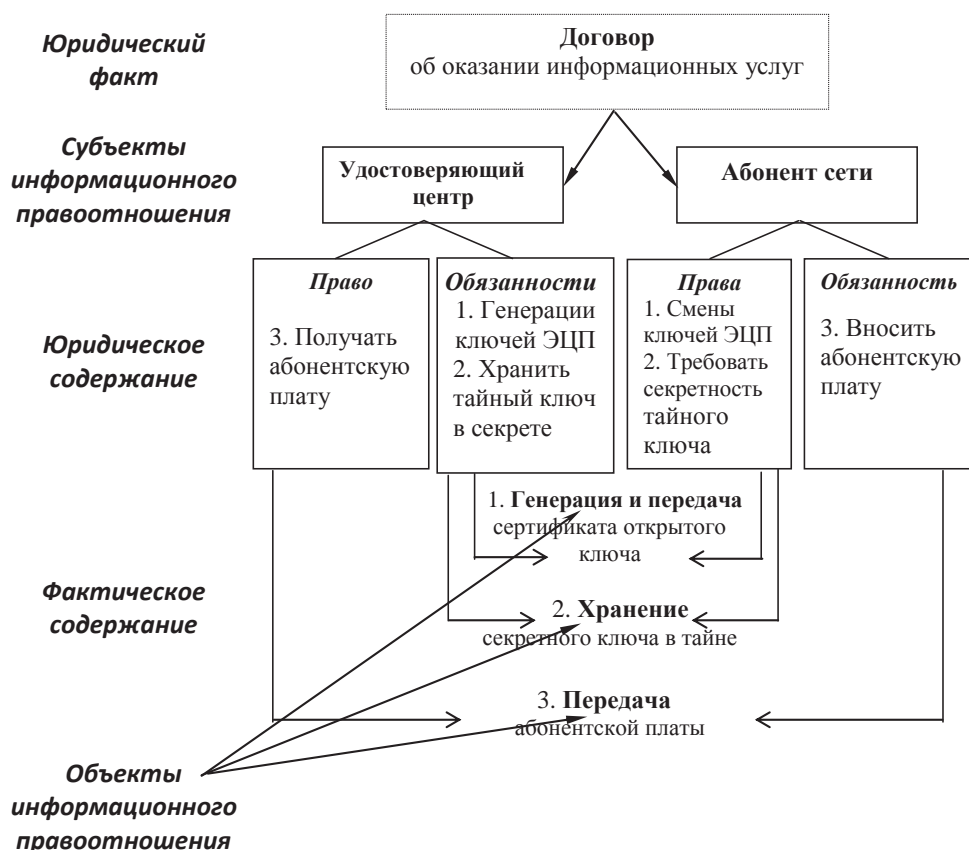 Юридический
факт
Договор
об оказании информационных услуг
Субъекты
информационного
правоотношения
Удостоверяющий
центр
Абонент сети
Юридическое
содержание
Право
3. Получать
абонентскую
плату
Обязанности
1. Генерации
ключей ЭЦП
2. Хранить
тайный ключ
в секрете
Права
1. Смены
ключей ЭЦП
2. Требовать
секретность
тайного
ключа
Обязанность
3. Вносить
абонентскую
плату
Фактическое
содержание
1. Генерация и передача
сертификата открытого
ключа
2. Хранение
секретного ключа в тайне
3. Передача
абонентской платы
Объекты
информационного
правоотношения